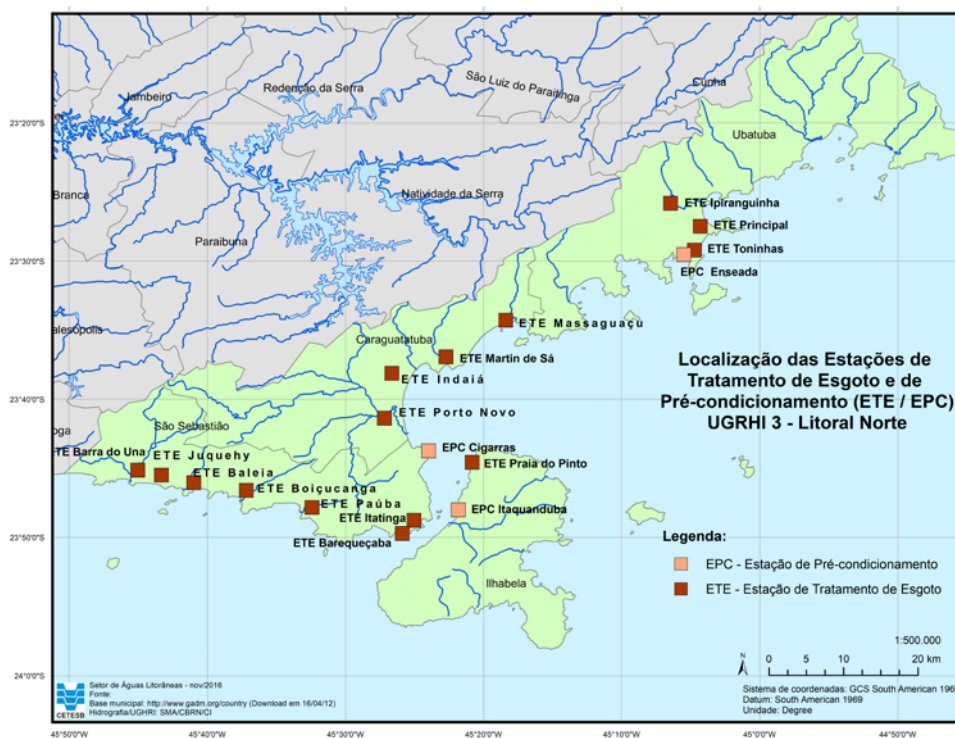 São Luiz do Paraitinga
Cunha
Redenção da Serra
Jambeiro
23°20'0"S
Ubatuba
Branca
Natividade da Serra
ETE Ipiranguinha
ETE Principal
Paraibuna
ETE Toninhas
23°30'0"S
EPC Enseada
alesópolis
ETE Massaguaçu
Caraguatatuba
ETE Martin de Sá
Localização das Estações de
Tratamento de Esgoto e de
Pré-condicionamento (ETE / EPC)
UGRHI 3 - Litoral Norte
ETE Indaiá
23°40'0"S
ETE Porto Novo
São Sebastião
oga
TE Barra do Una
ETE Juquehy
EPC Cigarras
ETE Praia do Pinto
ETE Baleia
ETE Boiçucanga
ETE Paúba
EPC Itaquanduba
ETE Itatinga
ETE Barequeçaba
23°50'0"S
Legenda:
EPC - Estação de Pré-condicionamento
ETE - Estação de Tratamento de Esgoto
Ilhabela
1:500.000
N
0 5 10 20 km
24°0'0"S
CETESB
Setor de Águas Litorâneas - nov/2016
Fonte:
Base municipal: http://www.gadm.org/country (Download em 16/04/12)
Hidrografia/UGHRI: SMA/CBRN/CI
Sistema de coordenadas: GCS South American 196
Datum: South American 1969
Unidade: Degree
45°50'0"S 45°40'0"S 45°30'0"S 45°20'0"S 45°10'0"S 45°0'0"S 44°50'0"S